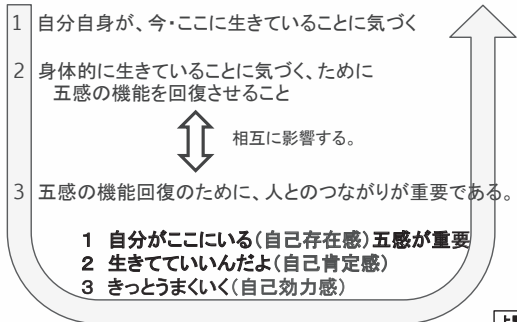 1 自分自身が、今・ここに生きていることに気づく
2 身体的に生きていることに気づく、ために
五感の機能を回復させること
相互に影響する。
3 五感の機能回復のために、人とのつながりが重要である。
1 自分がここにいる(自己存在感)五感が重要
2 生きてていいんだよ(自己肯定感)
3 きっとうまくいく(自己効力感)